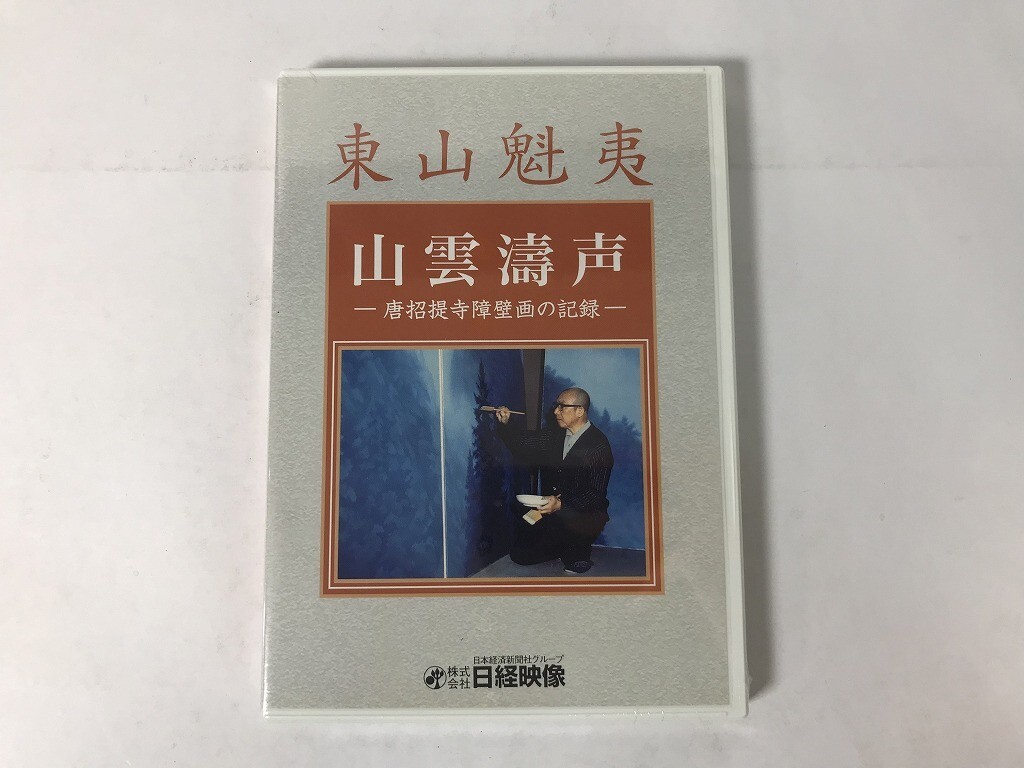 東山魁夷
山雲濤声
―唐招提寺障壁画の記録―
日本経済新聞社グループ
株式会社 日経映像